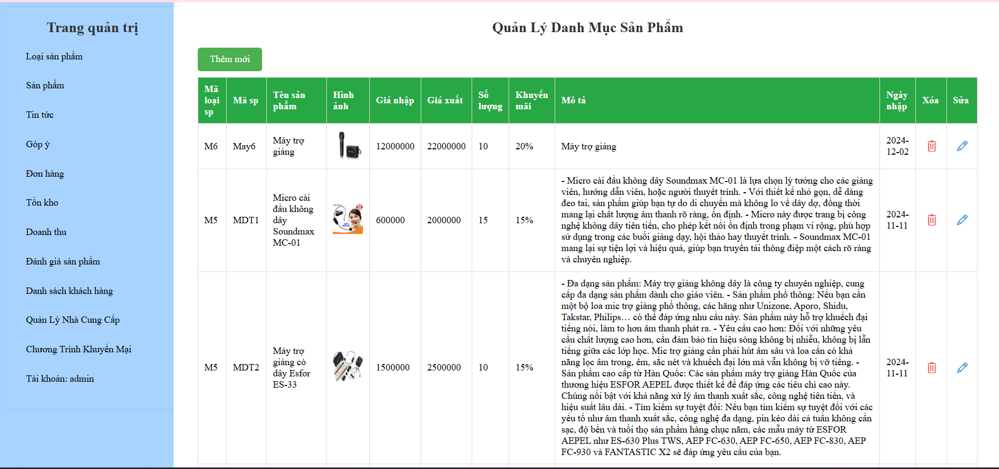 Trang quản trị
Loại sản phẩm
Sản phẩm
Tin tức
Góp ý
Đơn hàng
Tồn kho
Doanh thu
Đánh giá sản phẩm
Danh sách khách hàng
Quản Lý Nhà Cung Cấp
Chương Trình Khuyến Mại
Tài khoản: admin
Quản Lý Danh Mục Sản Phẩm
Thêm mới
Mã
loại
sp
Mã sp
Tên sản
phẩm
Hình
ảnh
Giá nhập
Giá xuất
Số
lượng
Khuyến
mãi
Mô tả
Ngày
nhập
Xóa
Sửa
M6
May6
Máy trợ
giảng
12000000
22000000
10
20%
Máy trợ giảng
2024-
12-02
M5
MDT1
Micro cài
đầu không
dây
Soundmax
MC-01
600000
2000000
15
15%
- Micro cài đầu không dây Soundmax MC-01 là lựa chọn lý tưởng cho các giảng
viên, hướng dẫn viên, hoặc người thuyết trình. - Với thiết kế nhỏ gọn, dễ dàng
đeo tai, sản phẩm giúp bạn tự do di chuyển mà không lo về dây dợ, đồng thời
mang lại chất lượng âm thanh rõ ràng, ổn định. - Micro này được trang bị công
nghệ không dây tiên tiến, cho phép kết nối ổn định trong phạm vi rộng, phù hợp
sử dụng trong các buổi giảng dạy, hội thảo hay thuyết trình. - Soundmax MC-01
mang lại sự tiện lợi và hiệu quả, giúp bạn truyền tải thông điệp một cách rõ ràng
và chuyên nghiệp.
2024-
11-11
M5
MDT2
Máy trợ
giảng có
dây Esfor
ES-33
1500000
2500000
10
15%
- Đa dạng sản phẩm: Máy trợ giảng không dây là công ty chuyên nghiệp, cung
cấp đa dạng sản phẩm dành cho giáo viên. - Sản phẩm phổ thông: Nếu bạn cần
một bộ loa mic trợ giảng phổ thông, các hãng như Unizone, Aporo, Shidu,
Takstar, Philips… có thể đáp ứng nhu cầu này. Sản phẩm này hỗ trợ khuếch đại
tiếng nói, làm to hơn âm thanh phát ra. - Yêu cầu cao hơn: Đối với những yêu
cầu chất lượng cao hơn, cần đảm bảo tín hiệu sóng không bị nhiễu, không bị lẫn
tiếng giữa các lớp học. Mic trợ giảng cần phải hút âm sâu và loa cần có khả
năng lọc âm trong, êm, sắc nét và khuếch đại lớn mà vẫn không bị vỡ tiếng. -
Sản phẩm cao cấp từ Hàn Quốc: Các sản phẩm máy trợ giảng Hàn Quốc của
thương hiệu ESFOR AEPEL được thiết kế để đáp ứng các tiêu chí cao này.
Chúng nổi bật với khả năng xử lý âm thanh xuất sắc, công nghệ tiên tiến, và
hiệu suất lâu dài. - Tìm kiếm sự tuyệt đối: Nếu bạn tìm kiếm sự tuyệt đối với các
yếu tố như âm thanh xuất sắc, công nghệ đa dạng, pin kéo dài cả tuần không cần
sạc, độ bền và tuổi thọ sản phẩm hàng chục năm, các mẫu máy từ ESFOR
AEPEL như ES-630 Plus TWS, AEP FC-630, AEP FC-650, AEP FC-830, AEP
FC-930 và FANTASTIC X2 sẽ đáp ứng yêu cầu của bạn.
2024-
11-11